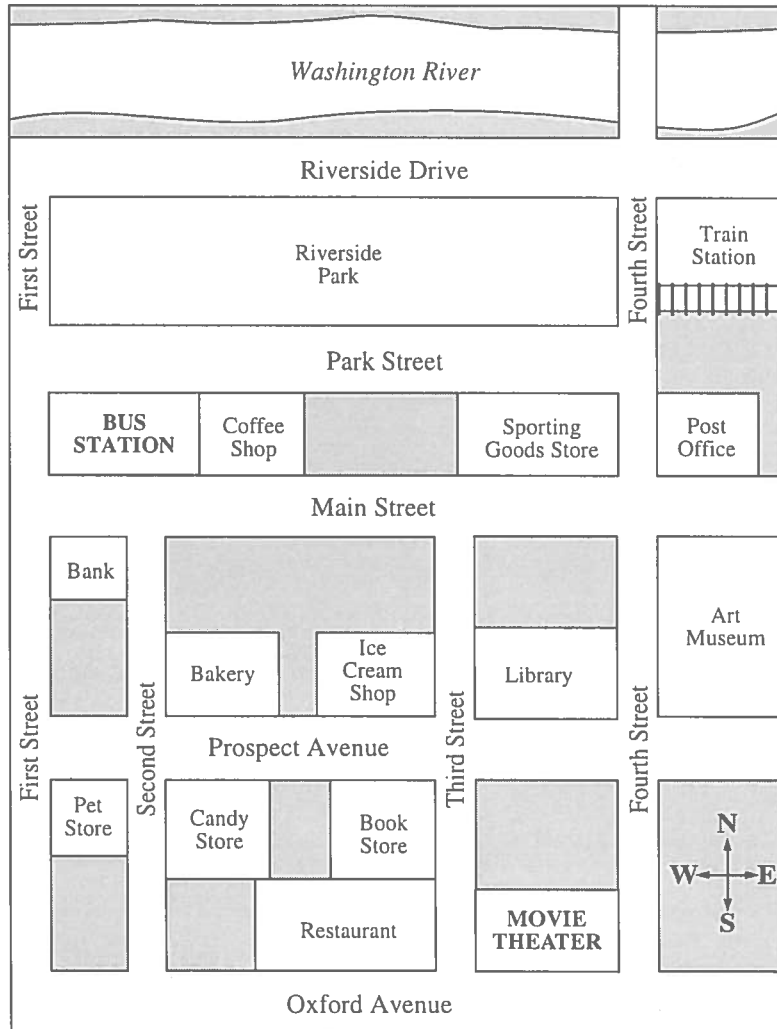 Washington River
Riverside Drive
First Street
Riverside
Park
Fourth Street
Train
Station
Park Street
BUS
STATION
Coffee
Shop
Sporting
Goods Store
Post
Office
Main Street
Bank
Art
Museum
Bakery
Ice
Cream
Shop
Library
First Street
Second Street
Prospect Avenue
Third Street
Fourth Street
Pet
Store
Candy
Store
Book
Store
N
W
E
S
Restaurant
MOVIE
THEATER
Oxford Avenue